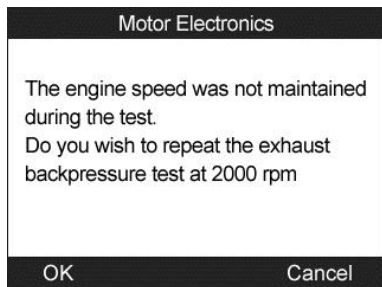 Motor Electronics
The engine speed was not maintained
during the test.
Do you wish to repeat the exhaust
backpressure test at 2000 rpm
OK Cancel